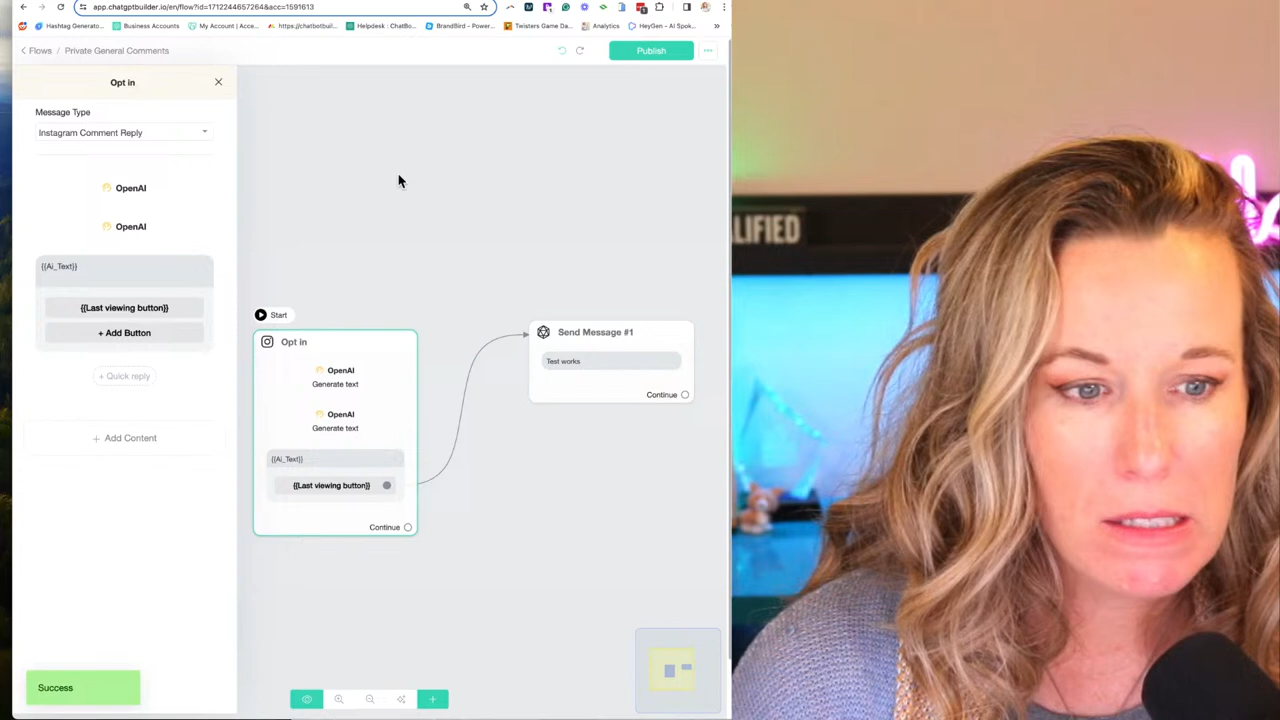 app.chatgptbuilder.io/en/flow?id=1712244657264&acc=1591613
Hashtag Generato...
Business Accounts
My Account | Acce...
https://chatbotbuil...
Helpdesk : ChatBo...
BrandBird - Power...
Twisters Game Da...
Analytics
HeyGen - AI Spok...
Flows / Private General Comments
Publish
Opt in
Message Type
Instagram Comment Reply
OpenAI
OpenAI
{{Ai_Text}}
{{Last viewing button}}
+ Add Button
+ Quick reply
+ Add Content
Success
Start
Opt in
OpenAI
Generate text
OpenAI
Generate text
{{Ai_Text}}
{{Last viewing button}}
Continue
Send Message #1
Test works
Continue
ALIFIED